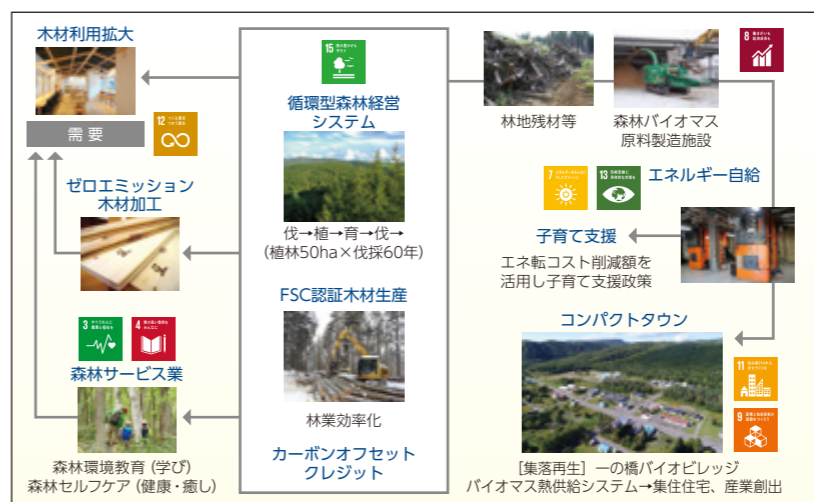 木材利用拡大
需要
12
ゼロエミッション
木材加工
3
4
森林サービス業
森林環境教育（学び）
森林セルフケア（健康・癒し）
15
循環型森林経営
システム
伐→植→育→伐→
(植林50ha×伐採60年)
FSC認証木材生産
林業効率化
カーボンオフセット
クレジット
林地残材等
森林バイオマス
原料製造施設
8
7
13
エネルギー自給
子育て支援
エネ転コスト削減額を
活用し子育て支援政策
コンパクトタウン
11
9
［集落再生］一の橋バイオビレッジ
バイオマス熱供給システム→集住住宅、産業創出